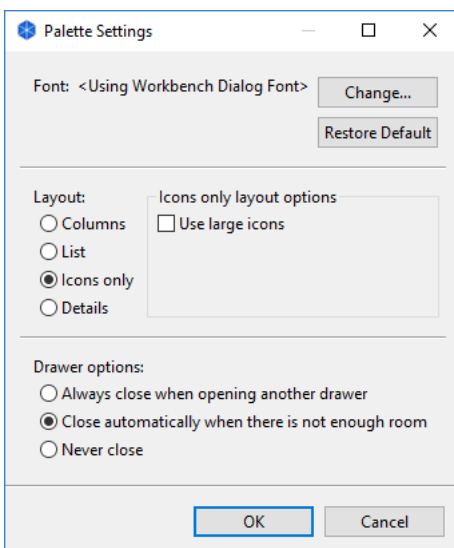 Palette Settings
Font: <Using Workbench Dialog Font>
Change...
Restore Default
Layout:
Columns
List
Icons only
Details
Icons only layout options
Use large icons
Drawer options:
Always close when opening another drawer
Close automatically when there is not enough room
Never close
OK
Cancel